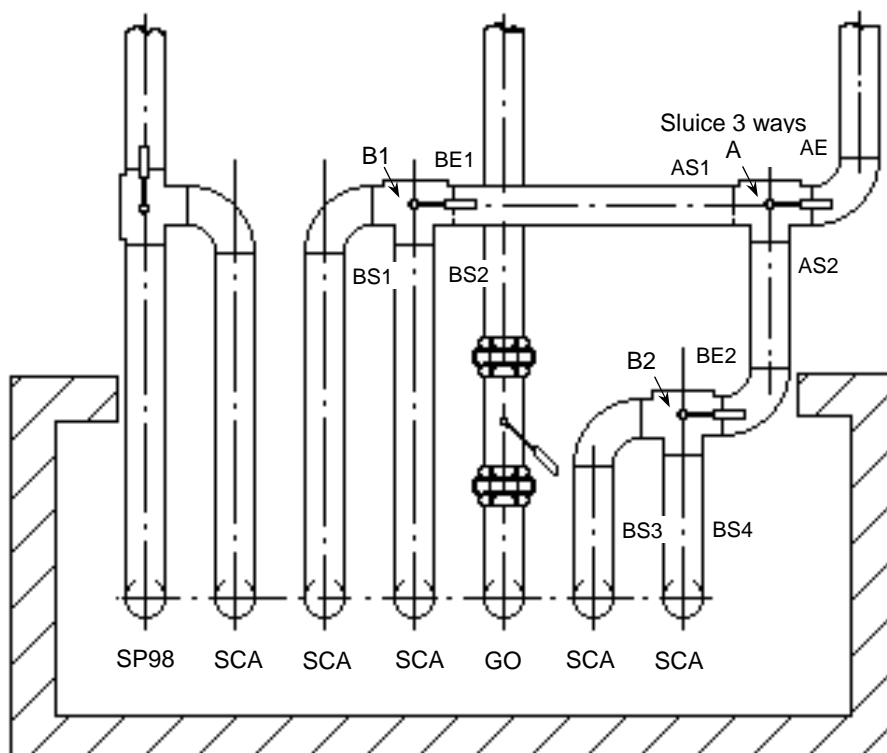 Sluice 3 ways
B1
BE1
AS1
A
AE
BS1
BS2
AS2
B2
BE2
BS3
BS4
SP98
SCA
SCA
SCA
GO
SCA
SCA